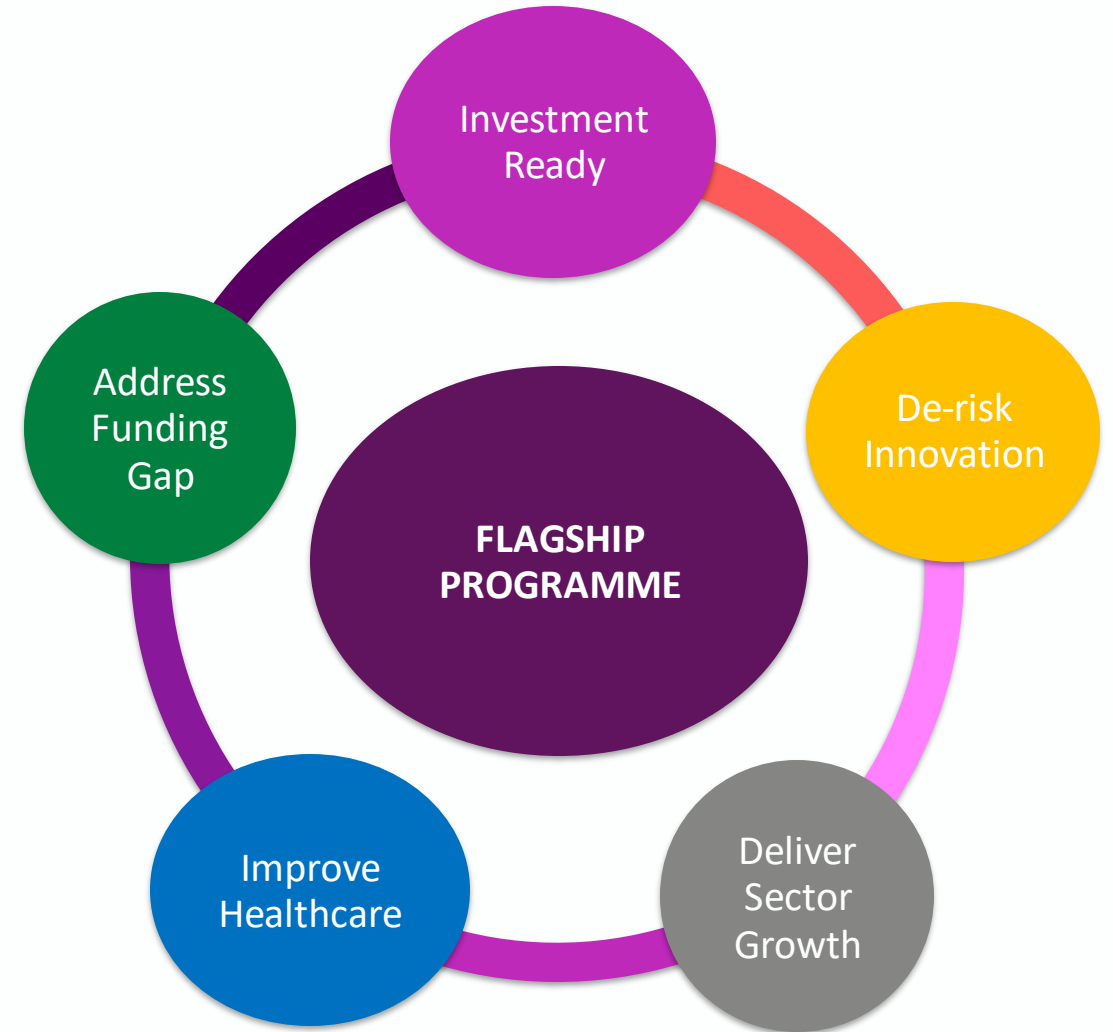 Investment
Ready
De-risk
Innovation
Deliver
Sector
Growth
Improve
Healthcare
Address
Funding
Gap
FLAGSHIP
PROGRAMME